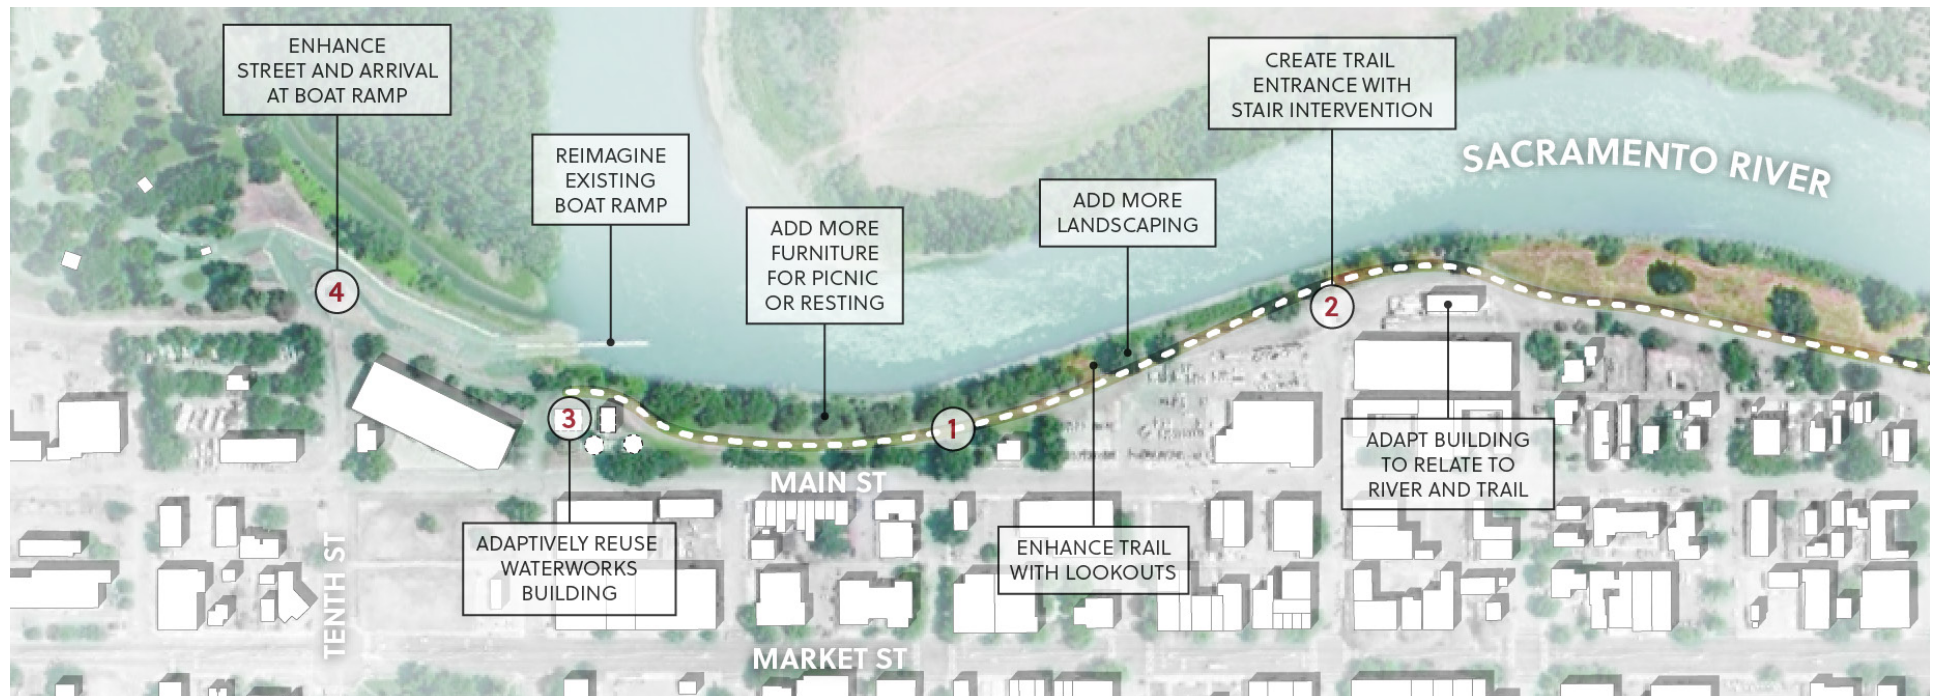 ENHANCE
STREET AND ARRIVAL
AT BOAT RAMP
REIMAGINE
EXISTING
BOAT RAMP
ADD MORE
FURNITURE
FOR PICNIC
OR RESTING
ADD MORE
LANDSCAPING
CREATE TRAIL
ENTRANCE WITH
STAIR INTERVENTION
SACRAMENTO RIVER
4
2
3
1
MAIN ST
ADAPT BUILDING
TO RELATE TO
RIVER AND TRAIL
ADAPTIVELY REUSE
WATERWORKS
BUILDING
ENHANCE TRAIL
WITH LOOKOUTS
TENTH ST
MARKET ST